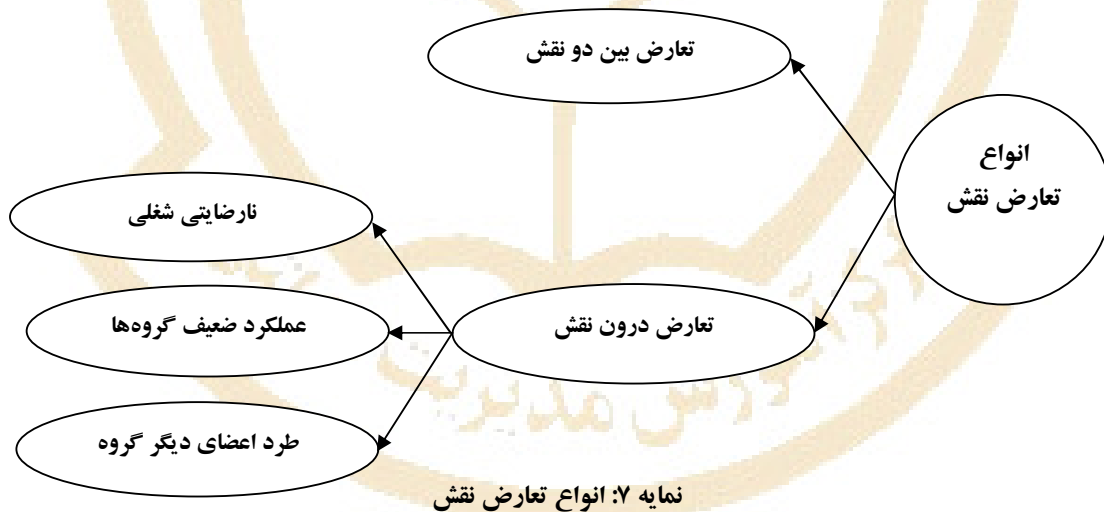 تعارض بین دو نقش
انواع
تعارض نقش
نارضایتی شغلی
تعارض درون نقش
عملکرد ضعیف گروه‌ها
طرد اعضای دیگر گروه
نمایه ۷: انواع تعارض نقش